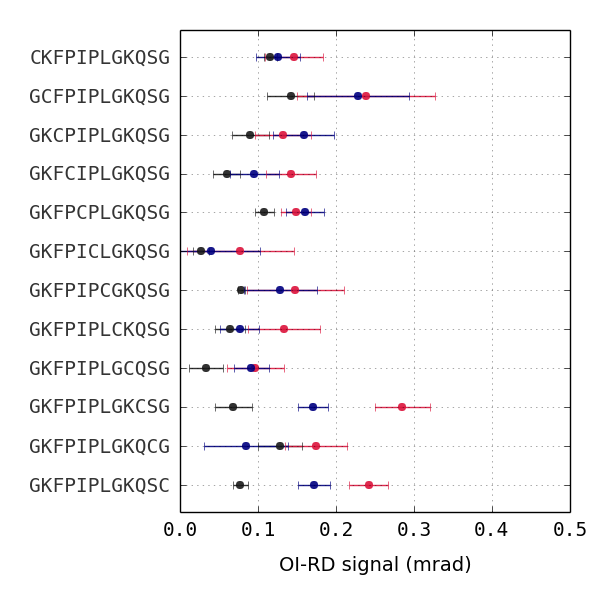 CKFPIPLGKQSG
GCFPIPLGKQSG
GKCPIPLGKQSG
GKFCIPLGKQSG
GKFPCPLGKQSG
GKFPICLGKQSG
GKFPIPCGKQSG
GKFPIPLCKQSG
GKFPIPLGCQSG
GKFPIPLGKCSG
GKFPIPLGKQCG
GKFPIPLGKQSC
0.0 0.1 0.2 0.3 0.4 0.5
OI-RD signal (mrad)